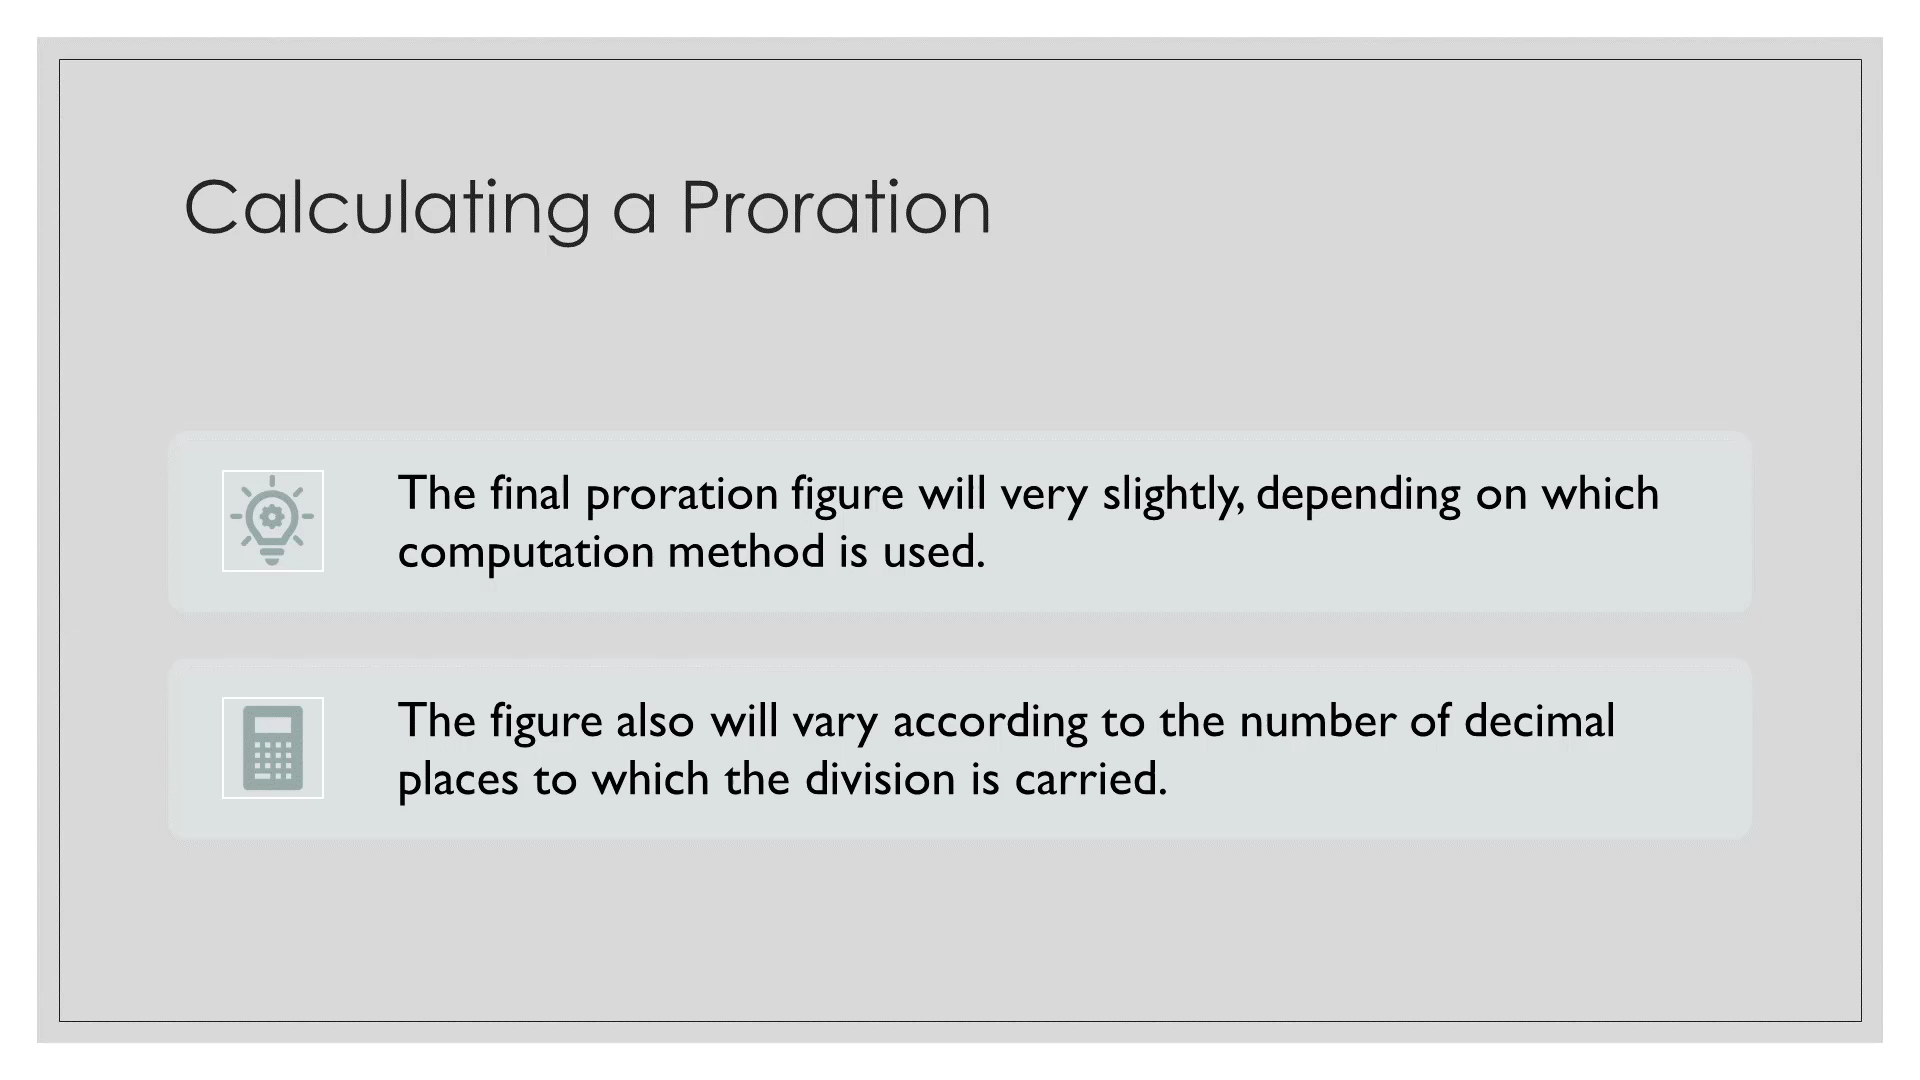 Calculating a Proration
The final proration figure will very slightly, depending on which
computation method is used.
The figure also will vary according to the number of decimal
places to which the division is carried.